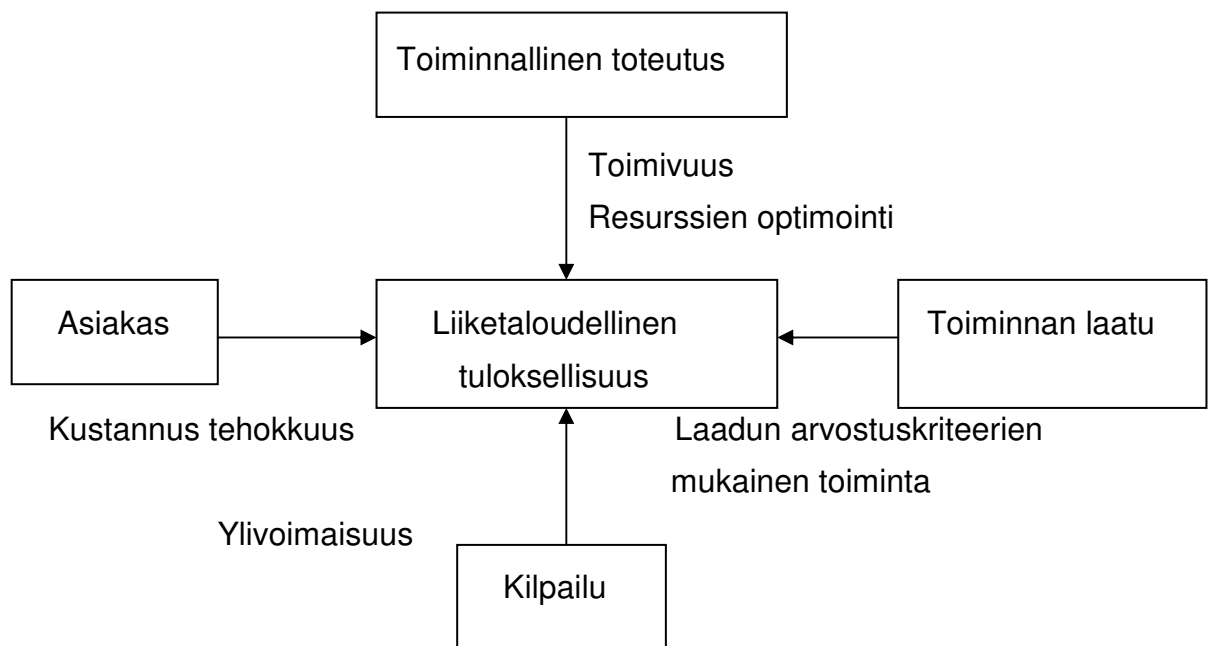 Toiminnallinen toteutus
Toimivuus
Resurssien optimointi
Asiakas
Liiketaloudellinen
tuloksellisuus
Toiminnan laatu
Kustannus tehokkuus
Laadun arvostuskriteerien
mukainen toiminta
Ylivoimaisuus
Kilpailu